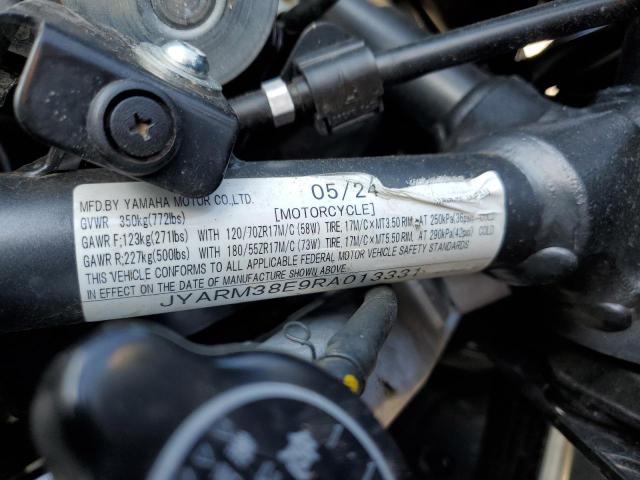 MFD.BY YAMAHA MOTOR CO.,LTD. 05/24
GVWR 350kg(772lbs) [MOTORCYCLE]
GAWR F;123kg(271lbs) WITH 120/70ZR17M/C (58W) TIRE, 17M/C×MT3.50 RIM, AT 250kPa(36psi) COLD
GAWR R;227kg(500lbs) WITH 180/55ZR17M/C (73W) TIRE, 17M/C×MT5.50 RIM, AT 290kPa(42psi) COLD
THIS VEHICLE CONFORMS TO ALL APPLICABLE FEDERAL MOTOR VEHICLE SAFETY STANDARDS
IN EFFECT ON THE DATE OF MANUFACTURE SHOWN ABOVE.
JYARM38E9RA013331